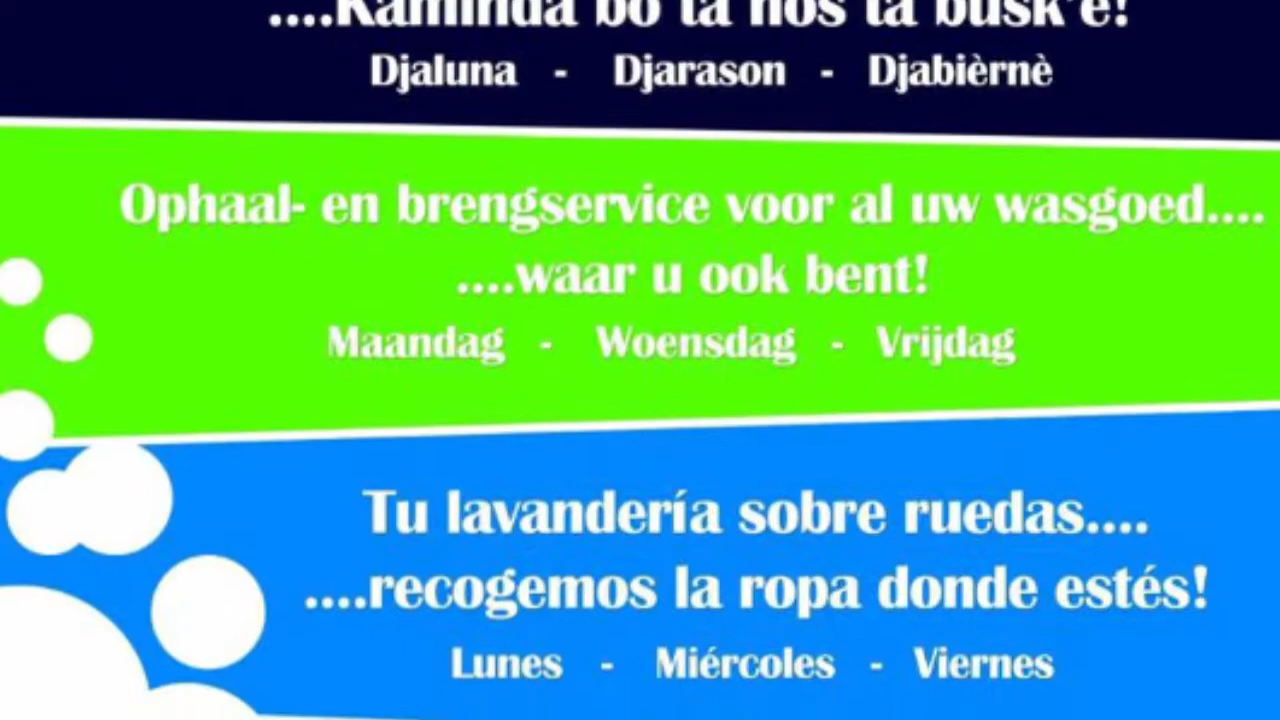 ....Kaminda bo ta nos ta busk'e!
Djaluna - Djarason - Djabièrnè
Ophaal- en brengservice voor al uw wasgoed....
....waar u ook bent!
Maandag - Woensdag - Vrijdag
Tu lavandería sobre ruedas....
....recogemos la ropa donde estés!
Lunes - Miércoles - Viernes